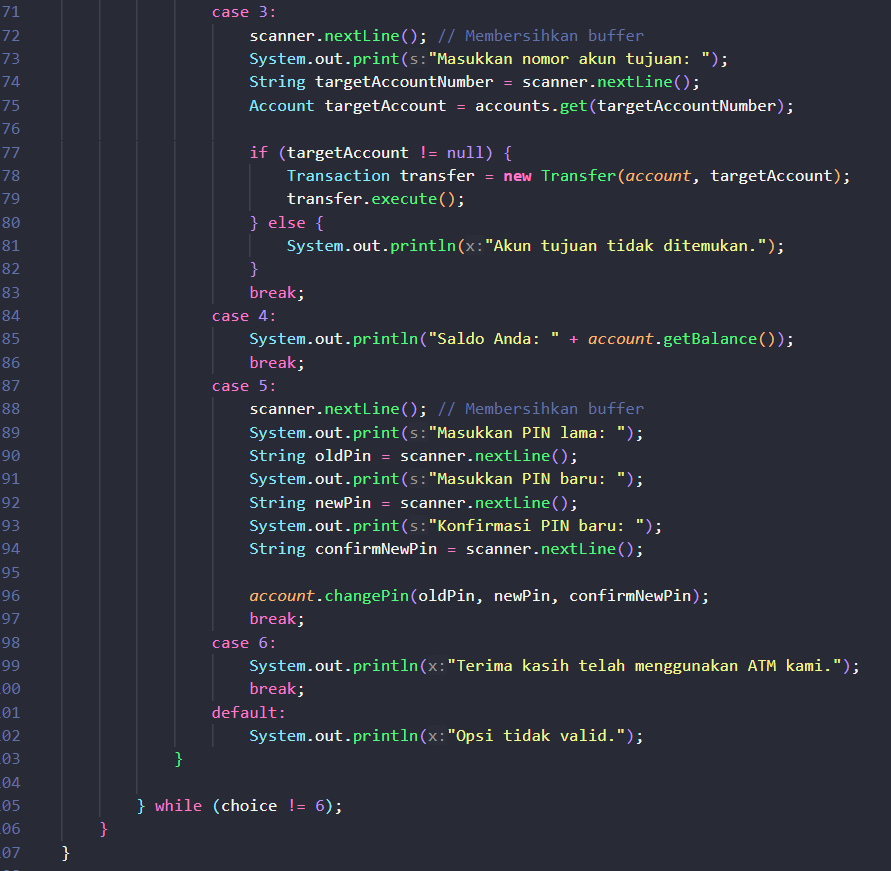 71 case 3:
72 scanner.nextLine(); // Membersihkan buffer
73 System.out.print(s:"Masukkan nomor akun tujuan: ");
74 String targetAccountNumber = scanner.nextLine();
75 Account targetAccount = accounts.get(targetAccountNumber);
76
77 if (targetAccount != null) {
78 Transaction transfer = new Transfer(account, targetAccount);
79 transfer.execute();
80 } else {
81 System.out.println(x:"Akun tujuan tidak ditemukan.");
82 }
83 break;
84 case 4:
85 System.out.println("Saldo Anda: " + account.getBalance());
86 break;
87 case 5:
88 scanner.nextLine(); // Membersihkan buffer
89 System.out.print(s:"Masukkan PIN lama: ");
90 String oldPin = scanner.nextLine();
91 System.out.print(s:"Masukkan PIN baru: ");
92 String newPin = scanner.nextLine();
93 System.out.print(s:"Konfirmasi PIN baru: ");
94 String confirmNewPin = scanner.nextLine();
95
96 account.changePin(oldPin, newPin, confirmNewPin);
97 break;
98 case 6:
99 System.out.println(x:"Terima kasih telah menggunakan ATM kami.");
00 break;
01 default:
02 System.out.println(x:"Opsi tidak valid.");
03 }
04
05 } while (choice != 6);
06 }
07 }